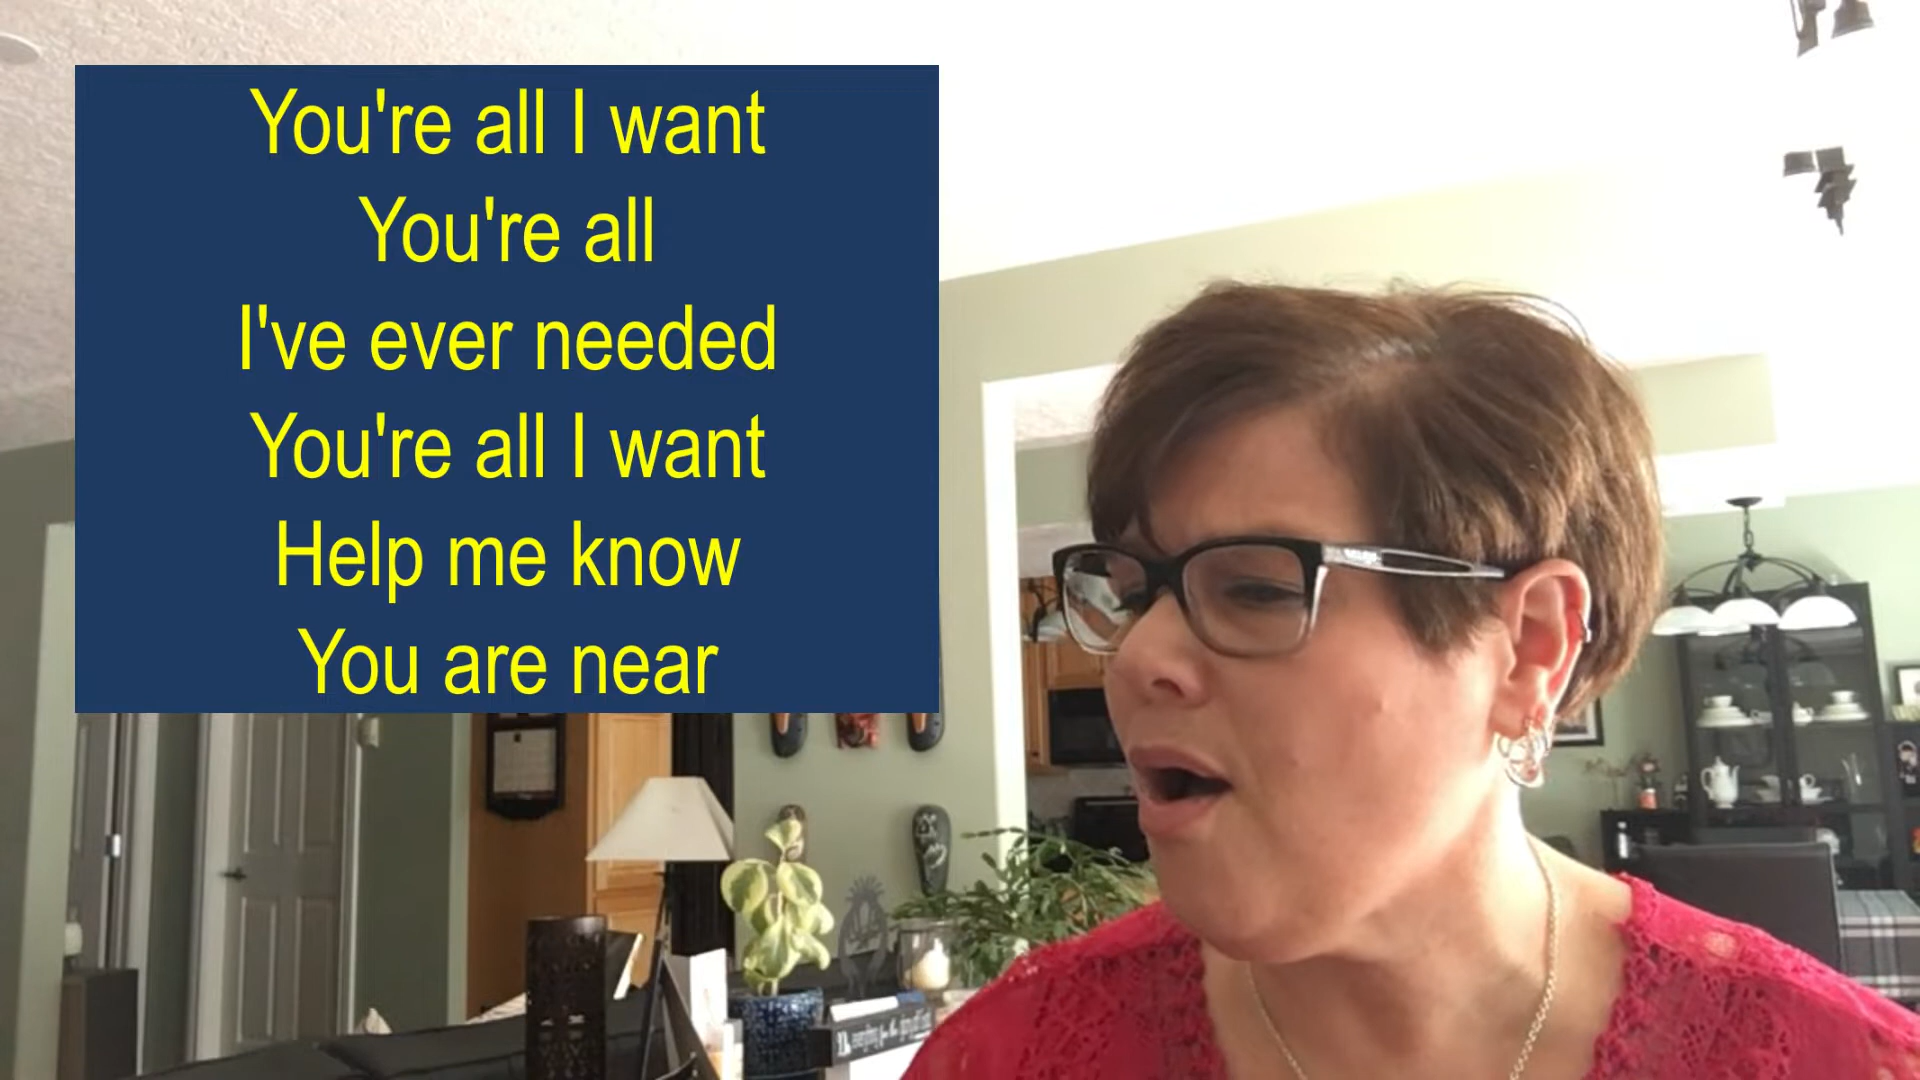 You're all I want
You're all
I've ever needed
You're all I want
Help me know
You are near